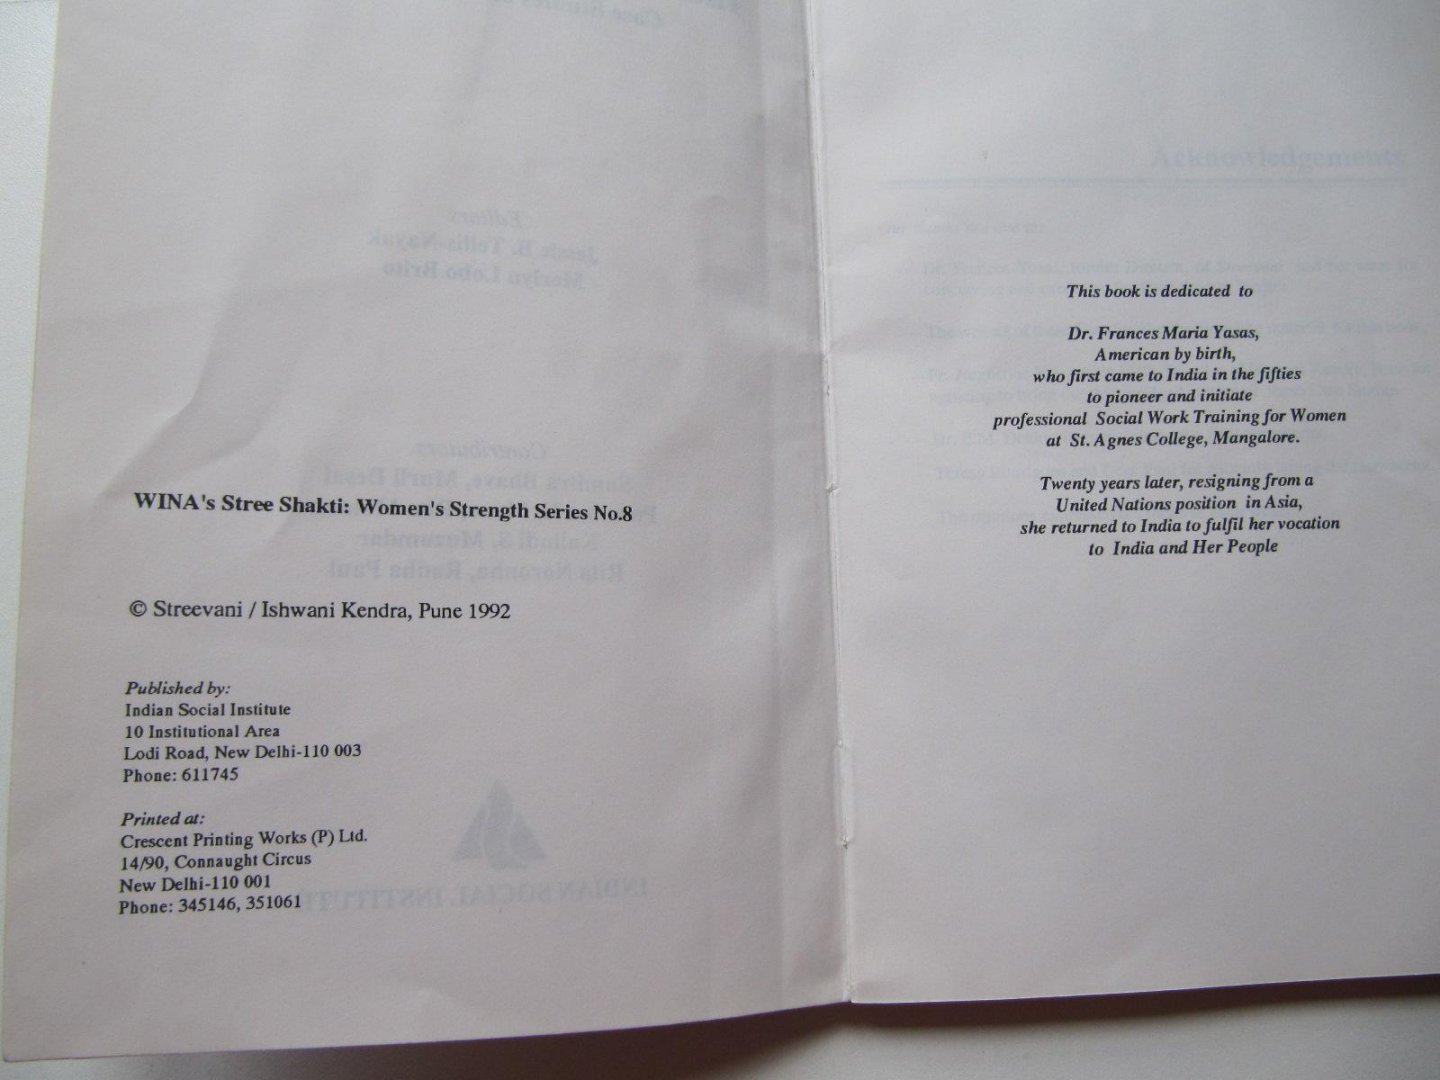 WINA's Stree Shakti: Women's Strength Series No.8
© Streevani / Ishwani Kendra, Pune 1992
Published by:
Indian Social Institute
10 Institutional Area
Lodi Road, New Delhi-110 003
Phone: 611745
Printed at:
Crescent Printing Works (P) Ltd.
14/90, Connaught Circus
New Delhi-110 001
Phone: 345146, 351061
Acknowledgements
This book is dedicated to
Dr. Frances Maria Yasas,
American by birth,
who first came to India in the fifties
to pioneer and initiate
professional Social Work Training for Women
at St. Agnes College, Mangalore.
Twenty years later, resigning from a
United Nations position in Asia,
she returned to India to fulfil her vocation
to India and Her People